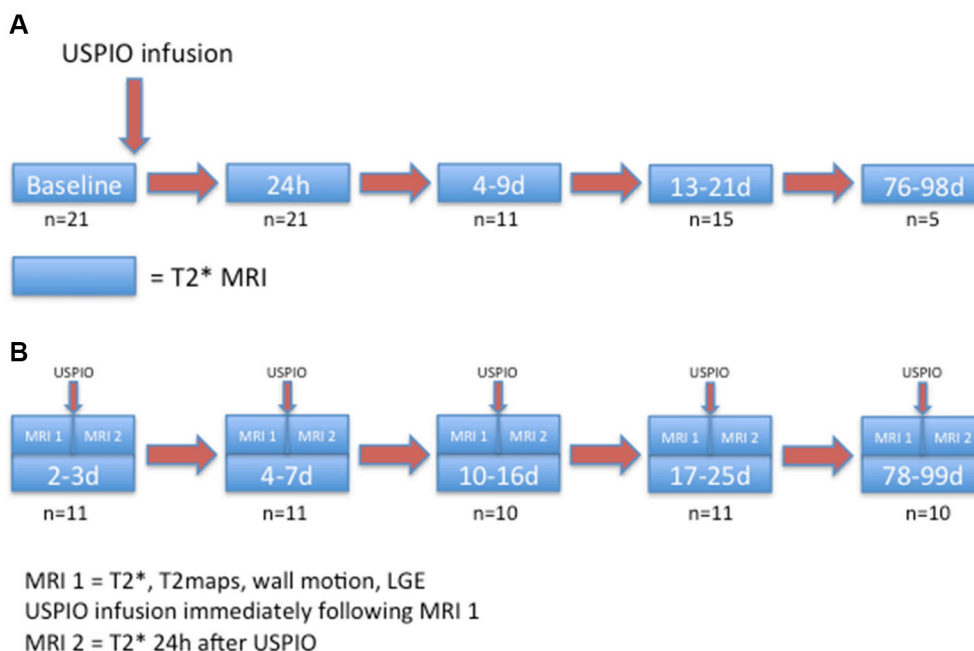 A
USPIO infusion
Baseline 24h 4-9d 13-21d 76-98d
n=21 n=21 n=11 n=15 n=5
= T2* MRI
B
USPIO USPIO USPIO USPIO USPIO
MRI 1 MRI 2 MRI 1 MRI 2 MRI 1 MRI 2 MRI 1 MRI 2 MRI 1 MRI 2
2-3d 4-7d 10-16d 17-25d 78-99d
n=11 n=11 n=10 n=11 n=10
MRI 1 = T2*, T2maps, wall motion, LGE
USPIO infusion immediately following MRI 1
MRI 2 = T2* 24h after USPIO